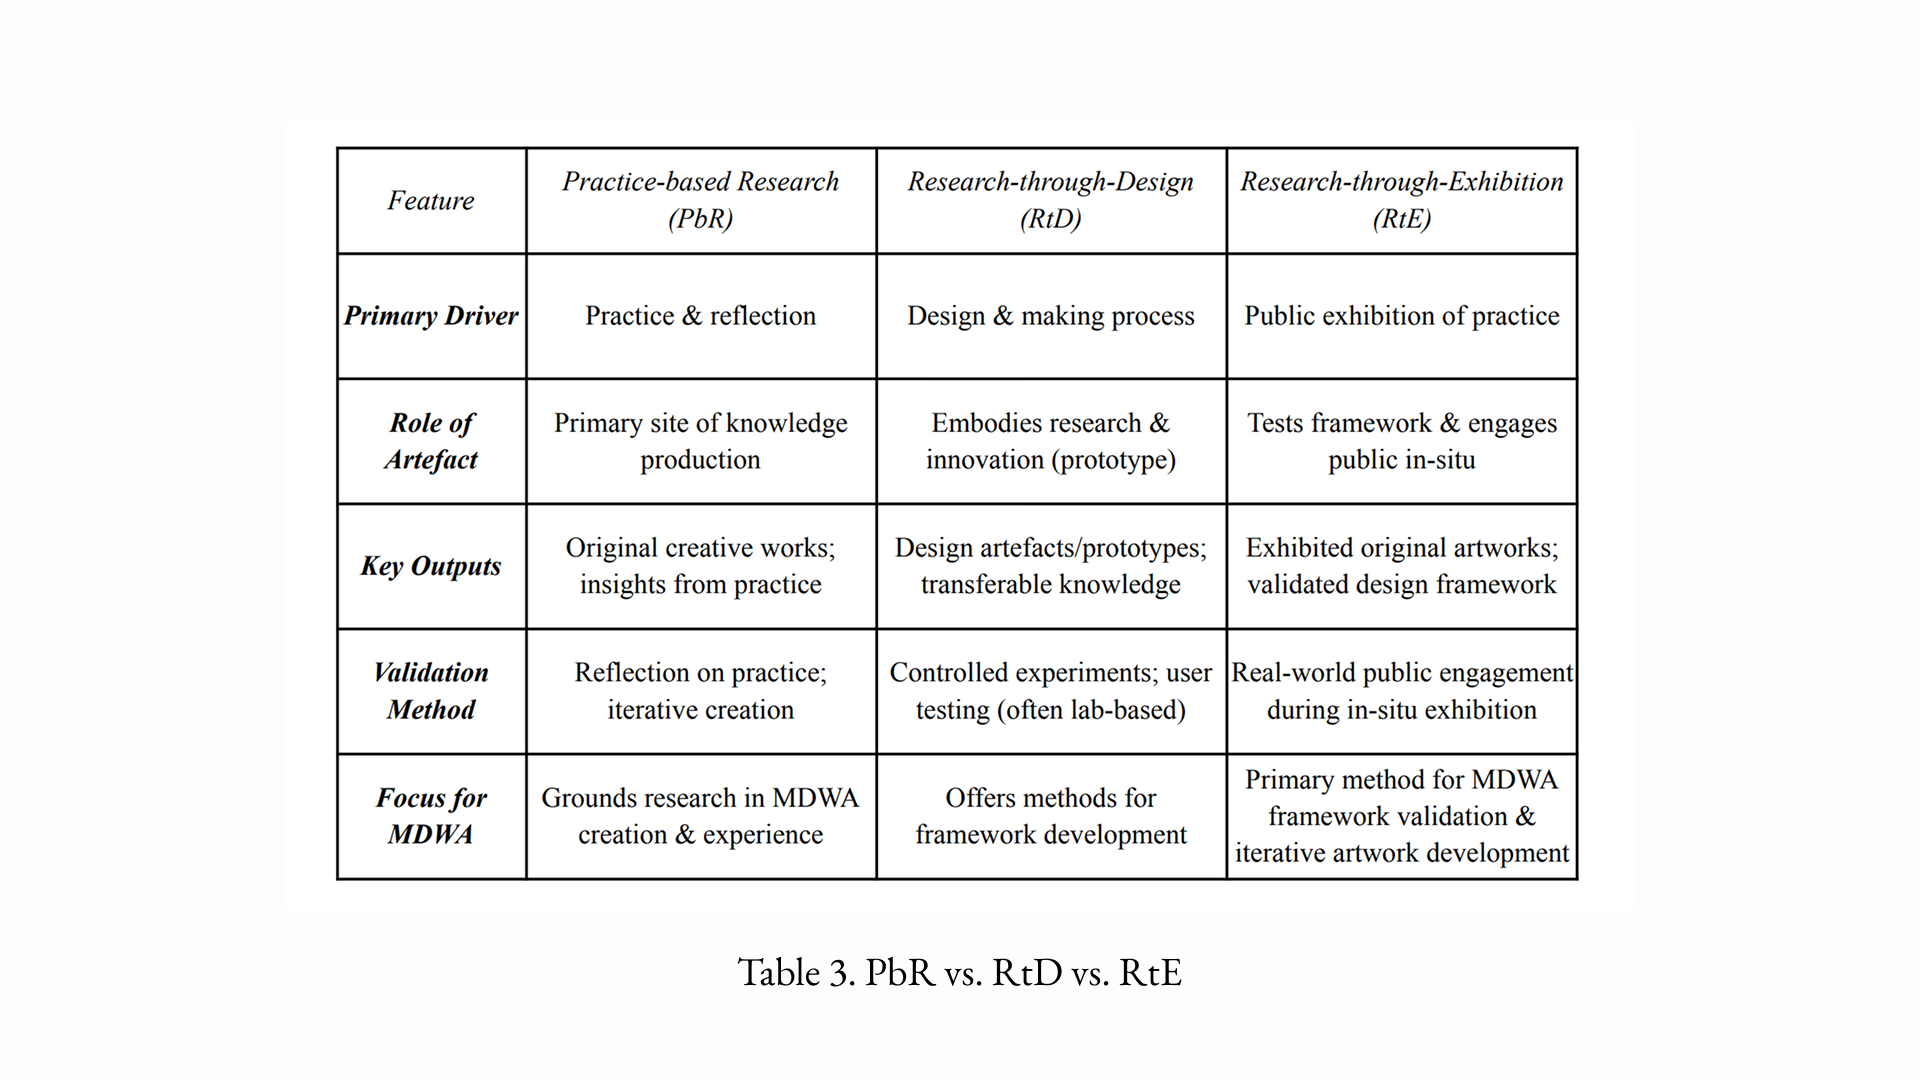 Feature
Practice-based Research
(PbR)
Research-through-Design
(RtD)
Research-through-Exhibition
(RtE)
Primary Driver
Practice & reflection
Design & making process
Public exhibition of practice
Role of
Artefact
Primary site of knowledge
production
Embodies research &
innovation (prototype)
Tests framework & engages
public in-situ
Key Outputs
Original creative works;
insights from practice
Design artefacts/prototypes;
transferable knowledge
Exhibited original artworks;
validated design framework
Validation
Method
Reflection on practice;
iterative creation
Controlled experiments; user
testing (often lab-based)
Real-world public engagement
during in-situ exhibition
Focus for
MDWA
Grounds research in MDWA
creation & experience
Offers methods for
framework development
Primary method for MDWA
framework validation &
iterative artwork development
Table 3. PbR vs. RtD vs. RtE